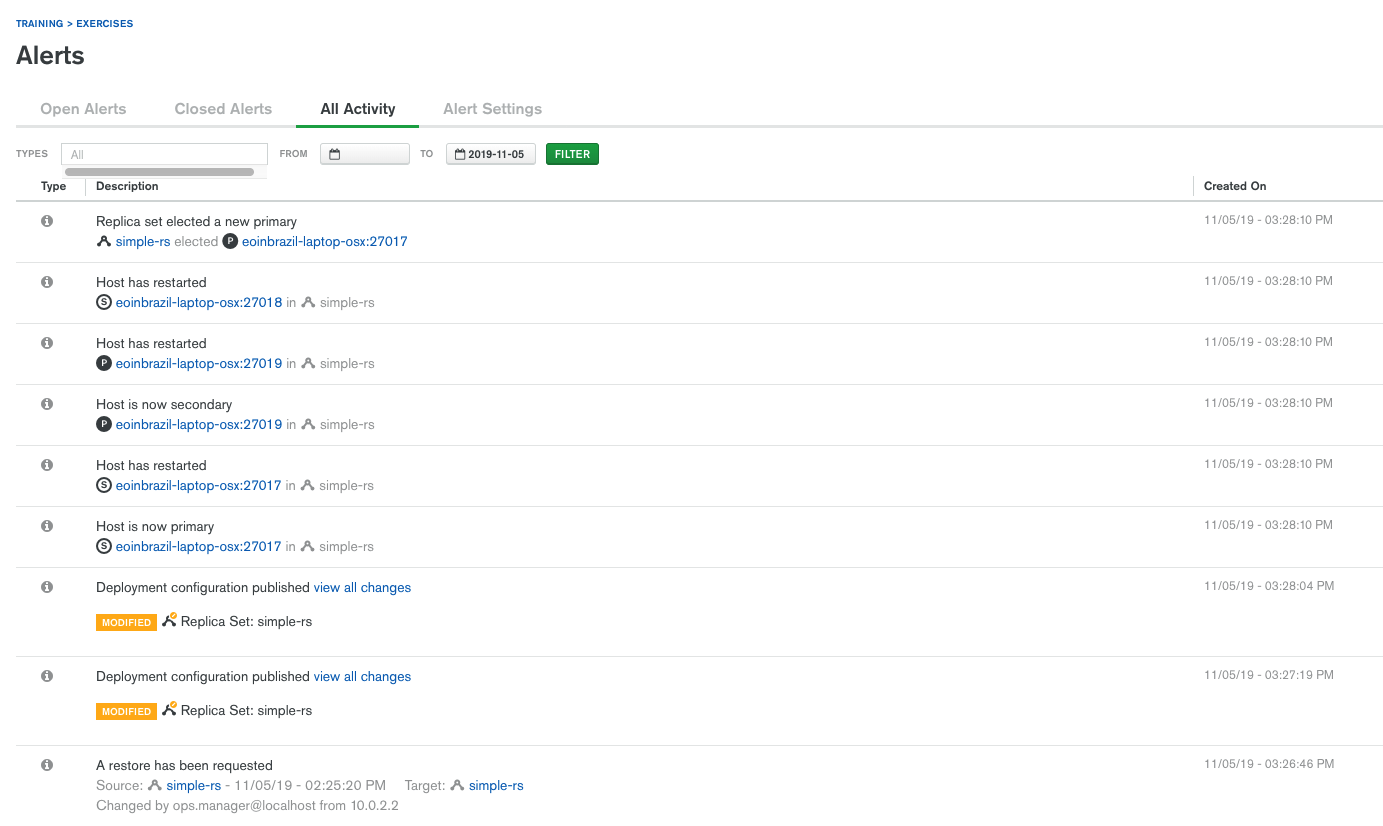 TRAINING > EXERCISES
Alerts
Open Alerts Closed Alerts All Activity Alert Settings
TYPES All FROM TO 2019-11-05 FILTER
Type Description Created On
Replica set elected a new primary 11/05/19 - 03:28:10 PM
simple-rs elected P eoinbrazil-laptop-osx:27017
Host has restarted 11/05/19 - 03:28:10 PM
S eoinbrazil-laptop-osx:27018 in simple-rs
Host has restarted 11/05/19 - 03:28:10 PM
P eoinbrazil-laptop-osx:27019 in simple-rs
Host is now secondary 11/05/19 - 03:28:10 PM
P eoinbrazil-laptop-osx:27019 in simple-rs
Host has restarted 11/05/19 - 03:28:10 PM
S eoinbrazil-laptop-osx:27017 in simple-rs
Host is now primary 11/05/19 - 03:28:10 PM
S eoinbrazil-laptop-osx:27017 in simple-rs
Deployment configuration published view all changes 11/05/19 - 03:28:04 PM
MODIFIED Replica Set: simple-rs
Deployment configuration published view all changes 11/05/19 - 03:27:19 PM
MODIFIED Replica Set: simple-rs
A restore has been requested 11/05/19 - 03:26:46 PM
Source: simple-rs - 11/05/19 - 02:25:20 PM Target: simple-rs
Changed by ops.manager@localhost from 10.0.2.2